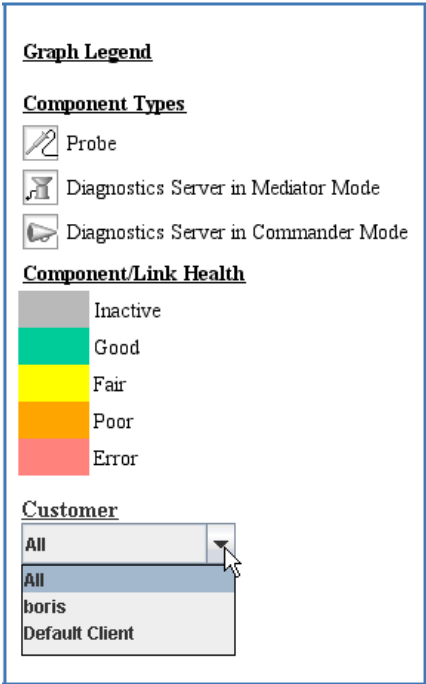 Graph Legend
Component Types
Probe
Diagnostics Server in Mediator Mode
Diagnostics Server in Commander Mode
Component/Link Health
Inactive
Good
Fair
Poor
Error
Customer
All
All
boris
Default Client